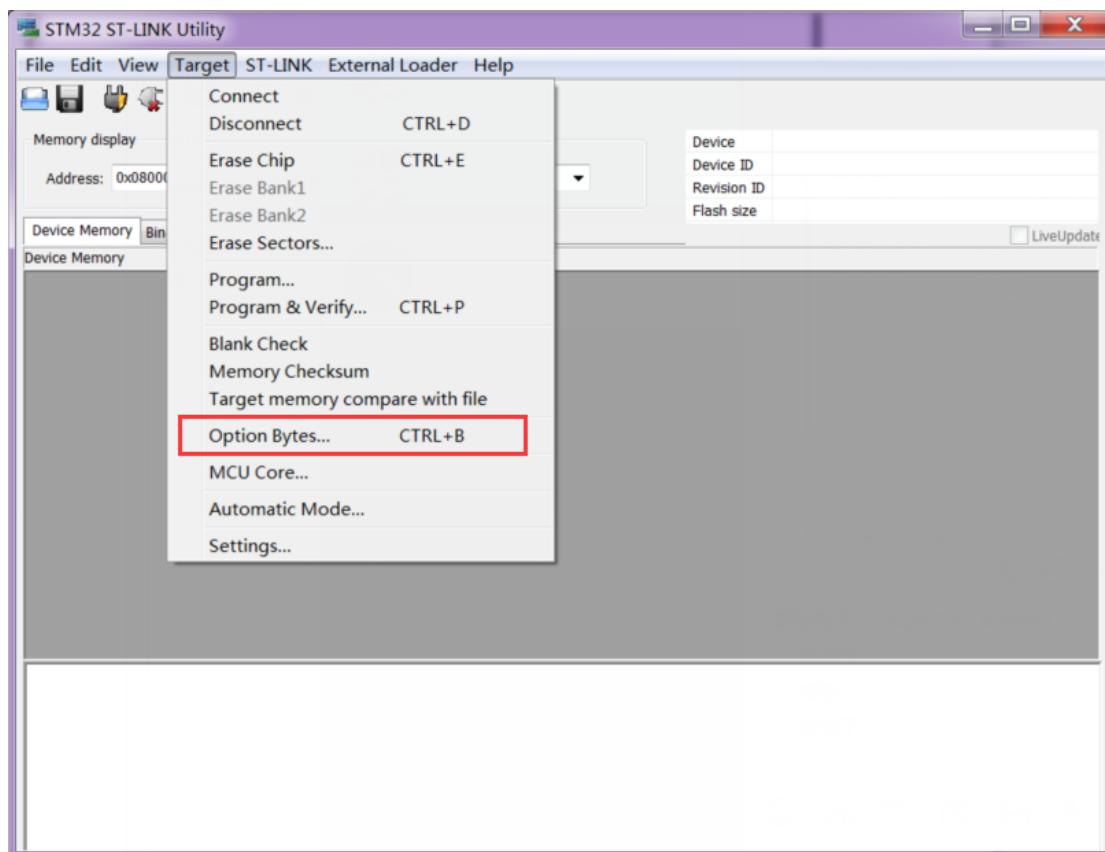 STM32 ST-LINK Utility
File Edit View Target ST-LINK External Loader Help
Connect
Disconnect CTRL+D
Erase Chip CTRL+E
Erase Bank1
Erase Bank2
Erase Sectors...
Program...
Program & Verify... CTRL+P
Blank Check
Memory Checksum
Target memory compare with file
Option Bytes... CTRL+B
MCU Core...
Automatic Mode...
Settings...
Memory display
Address: 0x0800
Device
Device ID
Revision ID
Flash size
Device Memory Bin
LiveUpdate
Device Memory